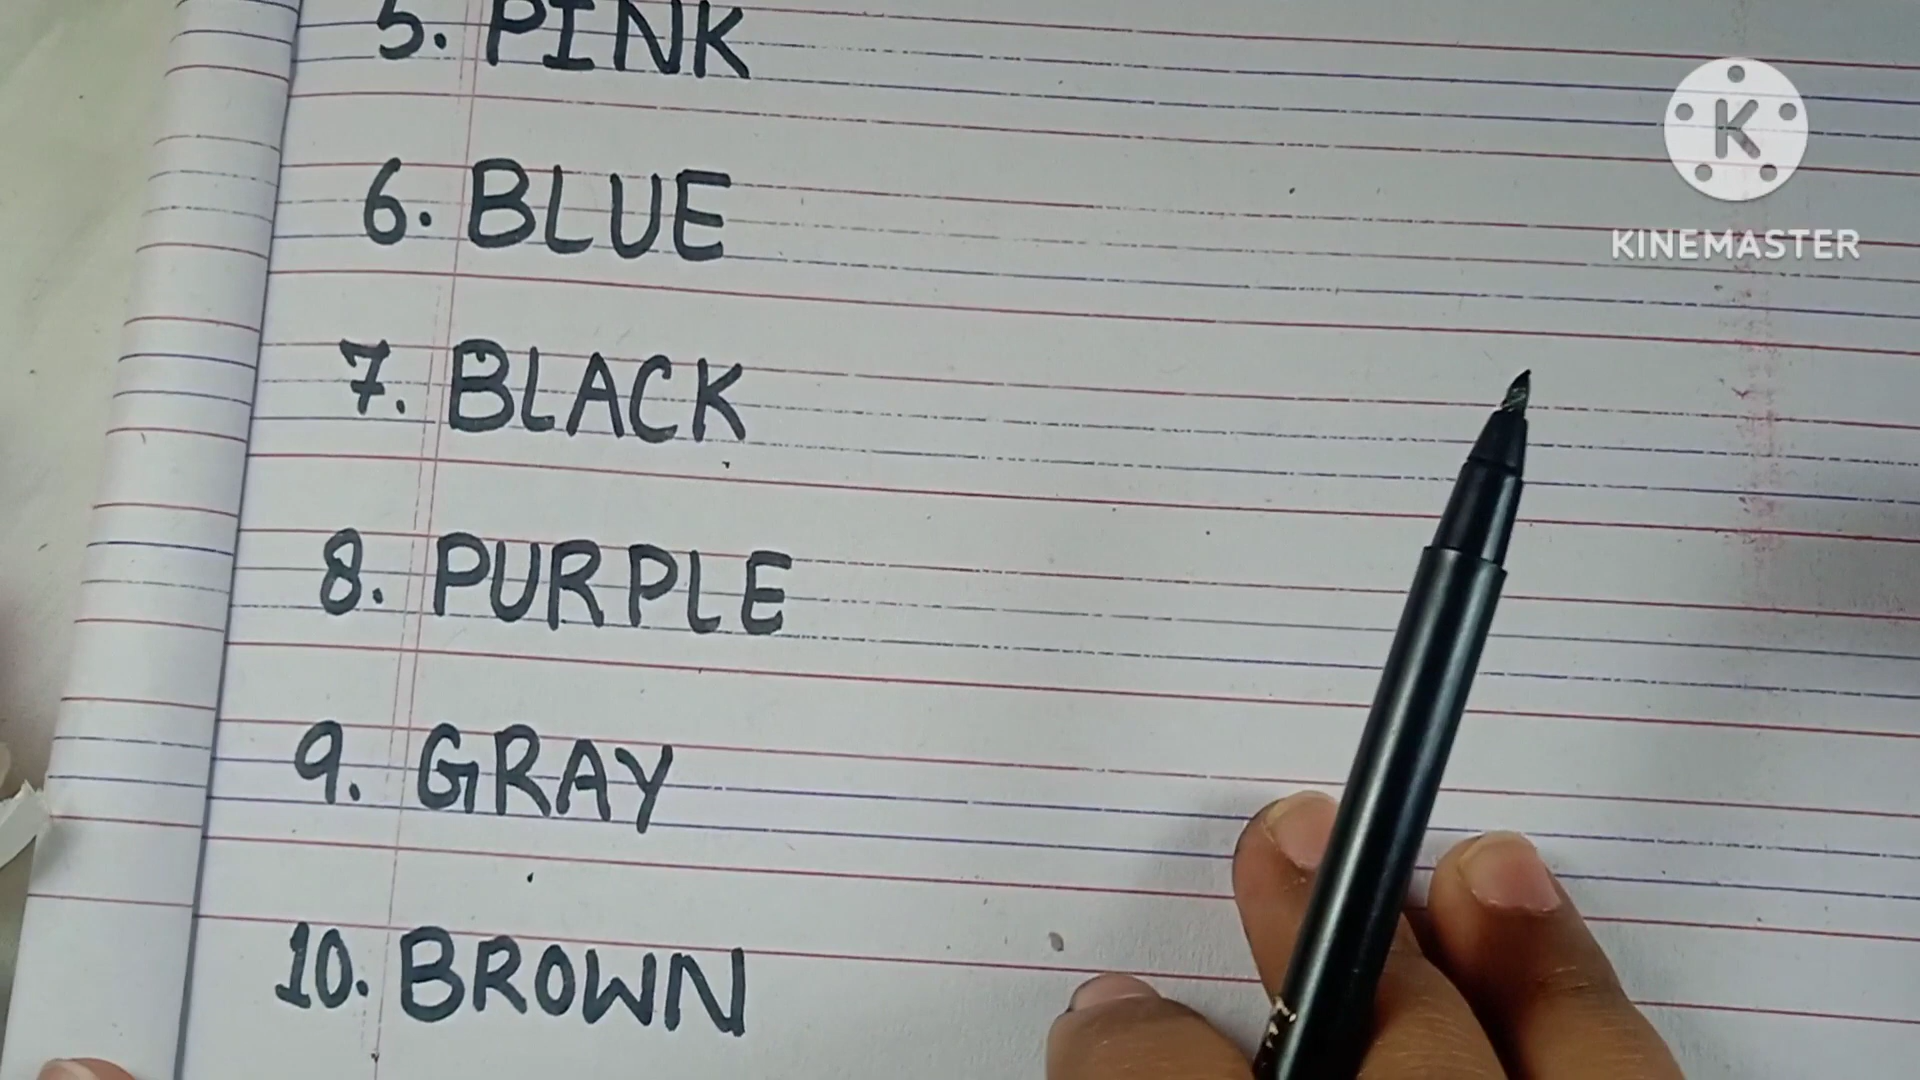 5. PINK
6. BLUE
7. BLACK
8. PURPLE
9. GRAY
10. BROWN
K
KINEMASTER